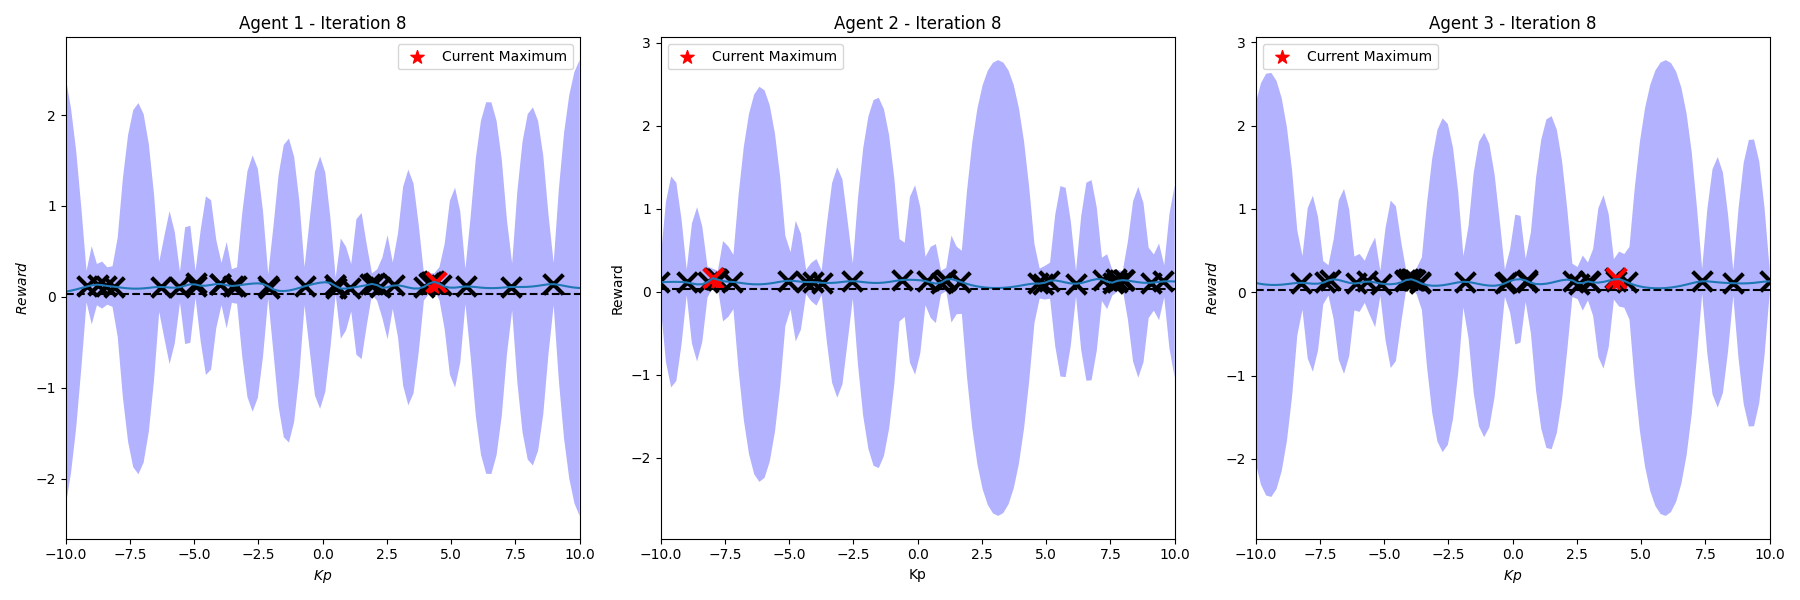 Agent 1 - Iteration 8
Current Maximum
Reward
2
1
0
−1
−2
−10.0 −7.5 −5.0 −2.5 0.0 2.5 5.0 7.5 10.0
Kp
Agent 2 - Iteration 8
Current Maximum
Reward
3
2
1
0
−1
−2
−10.0 −7.5 −5.0 −2.5 0.0 2.5 5.0 7.5 10.0
Kp
Agent 3 - Iteration 8
Current Maximum
Reward
3
2
1
0
−1
−2
−10.0 −7.5 −5.0 −2.5 0.0 2.5 5.0 7.5 10.0
Kp